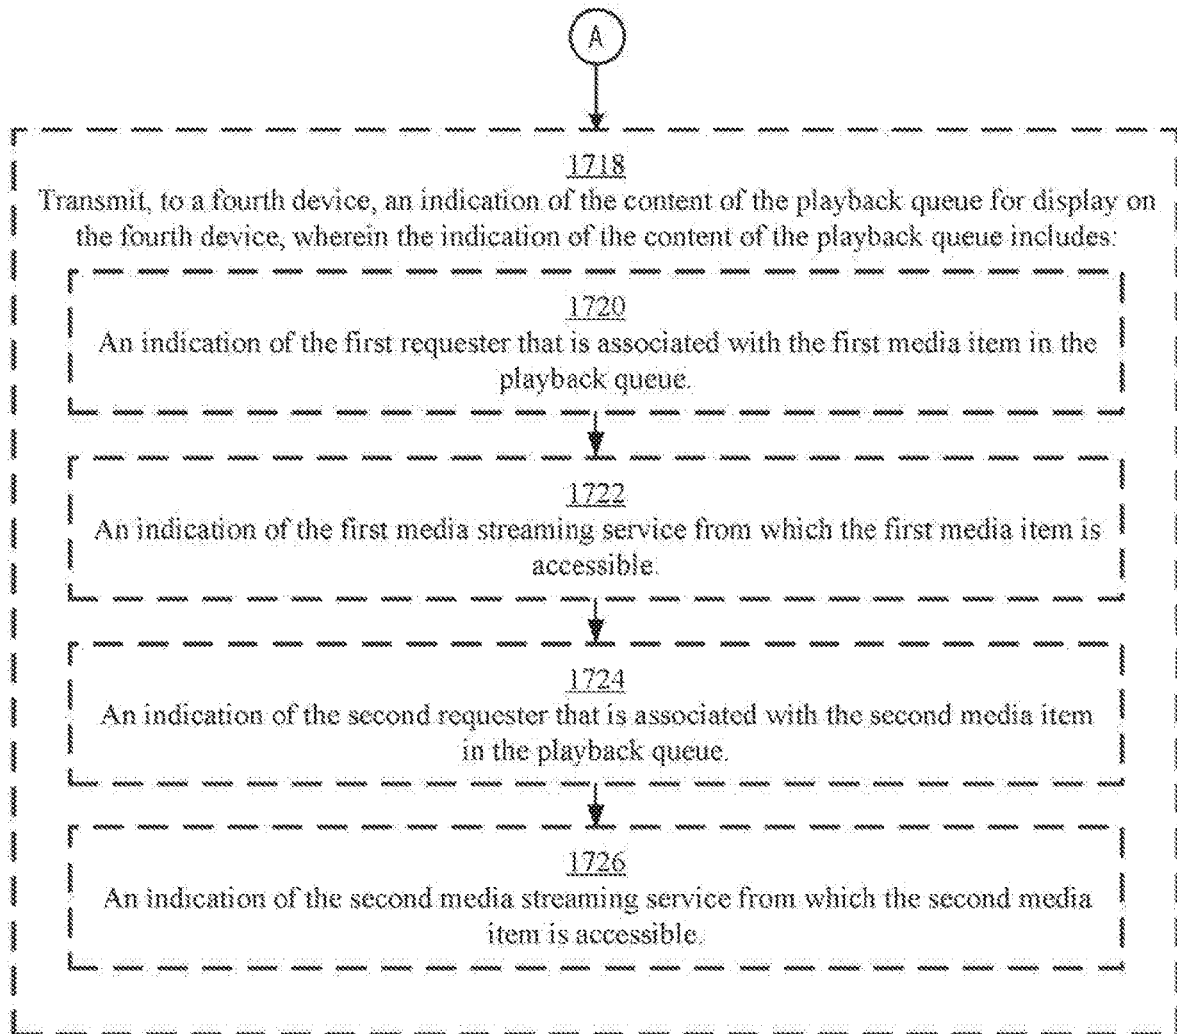 A
1718
Transmit, to a fourth device, an indication of the content of the playback queue for display on
the fourth device, wherein the indication of the content of the playback queue includes:
1720
An indication of the first requester that is associated with the first media item in the
playback queue.
1722
An indication of the first media streaming service from which the first media item is
accessible.
1724
An indication of the second requester that is associated with the second media item
in the playback queue.
1726
An indication of the second media streaming service from which the second media
item is accessible.